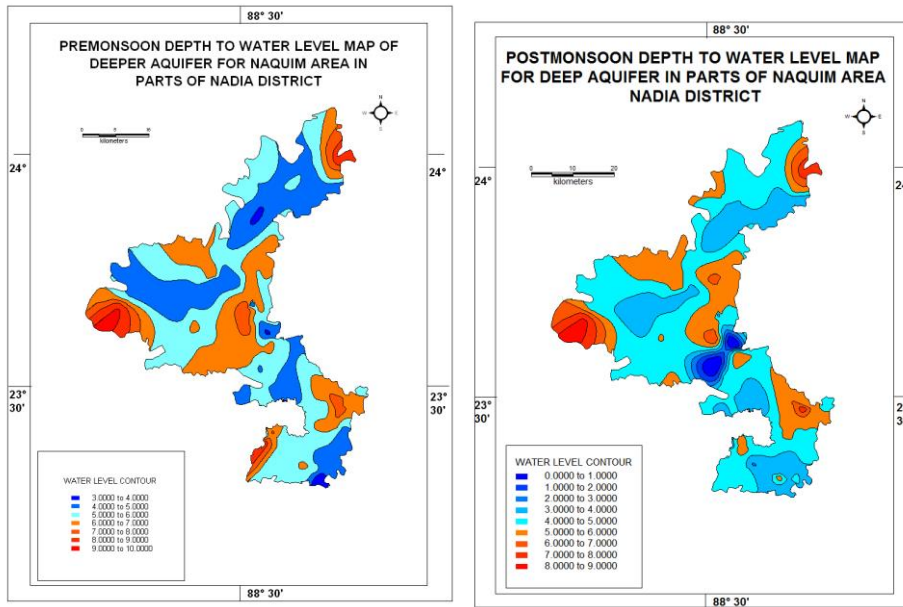 88° 30'
PREMONSOON DEPTH TO WATER LEVEL MAP OF
DEEPER AQUIFER FOR NAQUIM AREA IN
PARTS OF NADIA DISTRICT
N
W E
S
0 8 16
kilometers
24° 24°
23°
30'
23°
30'
WATER LEVEL CONTOUR
3.0000 to 4.0000
4.0000 to 5.0000
5.0000 to 6.0000
6.0000 to 7.0000
7.0000 to 8.0000
8.0000 to 9.0000
9.0000 to 10.0000
88° 30'
88° 30'
POSTMONSOON DEPTH TO WATER LEVEL MAP
FOR DEEP AQUIFER IN PARTS OF NAQUIM AREA
NADIA DISTRICT
N
W E
S
0 10 20
kilometers
24° 24°
23°
30'
WATER LEVEL CONTOUR
0.0000 to 1.0000
1.0000 to 2.0000
2.0000 to 3.0000
3.0000 to 4.0000
4.0000 to 5.0000
5.0000 to 6.0000
6.0000 to 7.0000
7.0000 to 8.0000
8.0000 to 9.0000
88° 30'